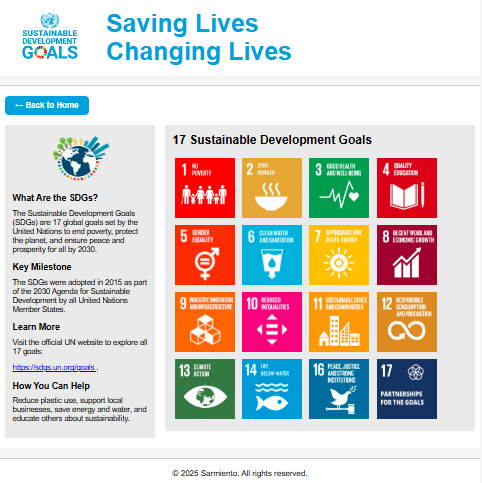 SUSTAINABLE
DEVELOPMENT
GOALS
Saving Lives
Changing Lives
← Back to Home
What Are the SDGs?
The Sustainable Development Goals
(SDGs) are 17 global goals set by the
United Nations to end poverty, protect
the planet, and ensure peace and
prosperity for all by 2030.
Key Milestone
The SDGs were adopted in 2015 as part
of the 2030 Agenda for Sustainable
Development by all United Nations
Member States.
Learn More
Visit the official UN website to explore all
17 goals:
https://sdgs.un.org/goals .
How You Can Help
Reduce plastic use, support local
businesses, save energy and water, and
educate others about sustainability.
17 Sustainable Development Goals
1 NO
POVERTY
2 ZERO
HUNGER
3 GOOD HEALTH
AND WELL-BEING
4 QUALITY
EDUCATION
5 GENDER
EQUALITY
6 CLEAN WATER
AND SANITATION
7 AFFORDABLE AND
CLEAN ENERGY
8 DECENT WORK AND
ECONOMIC GROWTH
9 INDUSTRY, INNOVATION
AND INFRASTRUCTURE
10 REDUCED
INEQUALITIES
11 SUSTAINABLE CITIES
AND COMMUNITIES
12 RESPONSIBLE
CONSUMPTION
AND PRODUCTION
13 CLIMATE
ACTION
14 LIFE
BELOW WATER
16 PEACE, JUSTICE
AND STRONG
INSTITUTIONS
17
PARTNERSHIPS
FOR THE GOALS
© 2025 Sarmiento. All rights reserved.